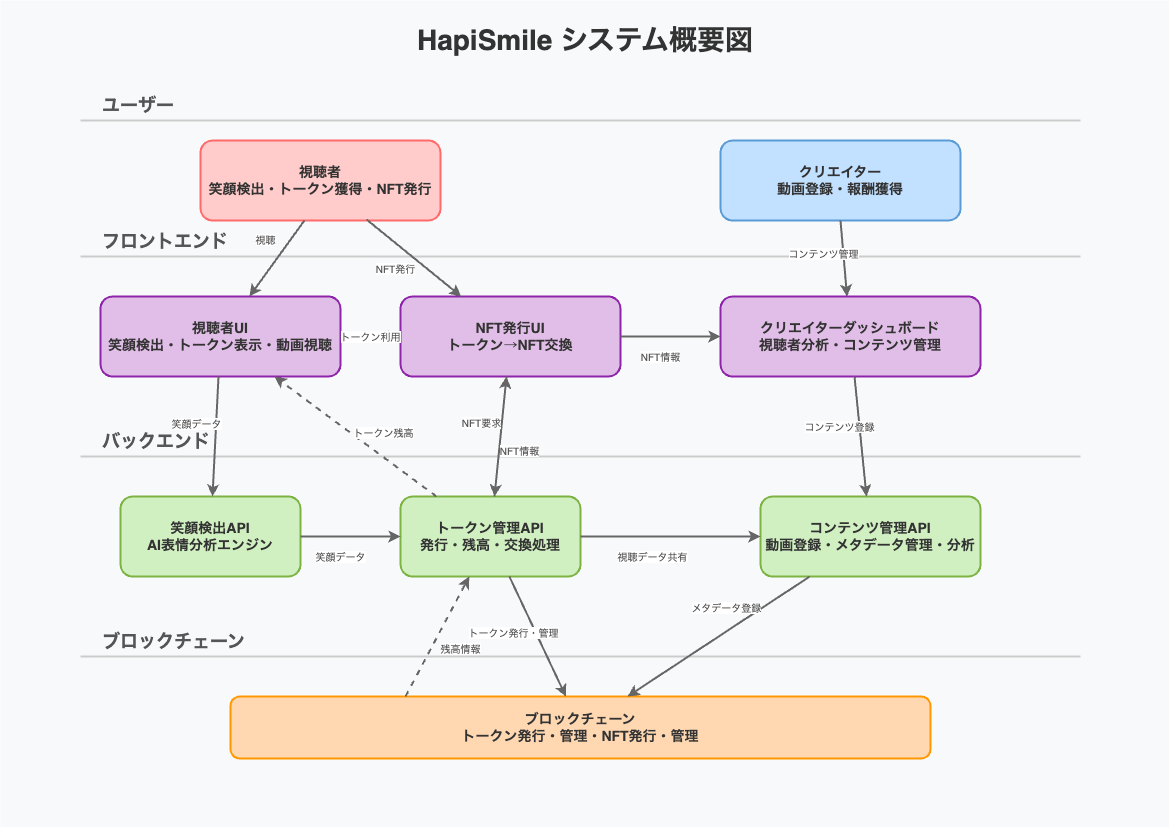 HapiSmile システム概要図
ユーザー
視聴者
笑顔検出・トークン獲得・NFT発行
クリエイター
動画登録・報酬獲得
フロントエンド
視聴
NFT発行
コンテンツ管理
視聴者UI
笑顔検出・トークン表示・動画視聴
トークン利用
NFT発行UI
トークン→NFT交換
NFT情報
クリエイターダッシュボード
視聴者分析・コンテンツ管理
バックエンド
笑顔データ
トークン残高
NFT要求
NFT情報
コンテンツ登録
笑顔検出API
AI表情分析エンジン
笑顔データ
トークン管理API
発行・残高・交換処理
視聴データ共有
コンテンツ管理API
動画登録・メタデータ管理・分析
ブロックチェーン
トークン発行・管理
残高情報
メタデータ登録
ブロックチェーン
トークン発行・管理・NFT発行・管理